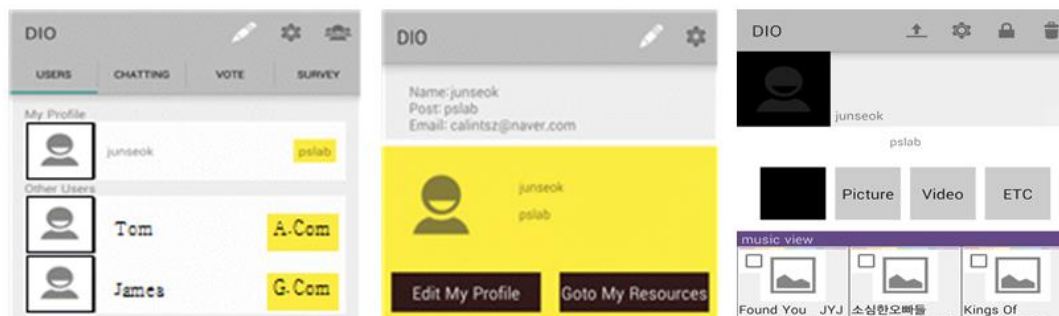 DIO
USERS CHATTING VOTE SURVEY
My Profile
junseok pslab
Other Users
Tom A.Com
James G.Com
DIO
Name:junseok
Post: pslab
Email: calintsz@naver.com
junseok
pslab
Edit My Profile Goto My Resources
DIO
junseok
pslab
Picture Video ETC
music view
Found You JYJ 소심한오빠들 Kings Of